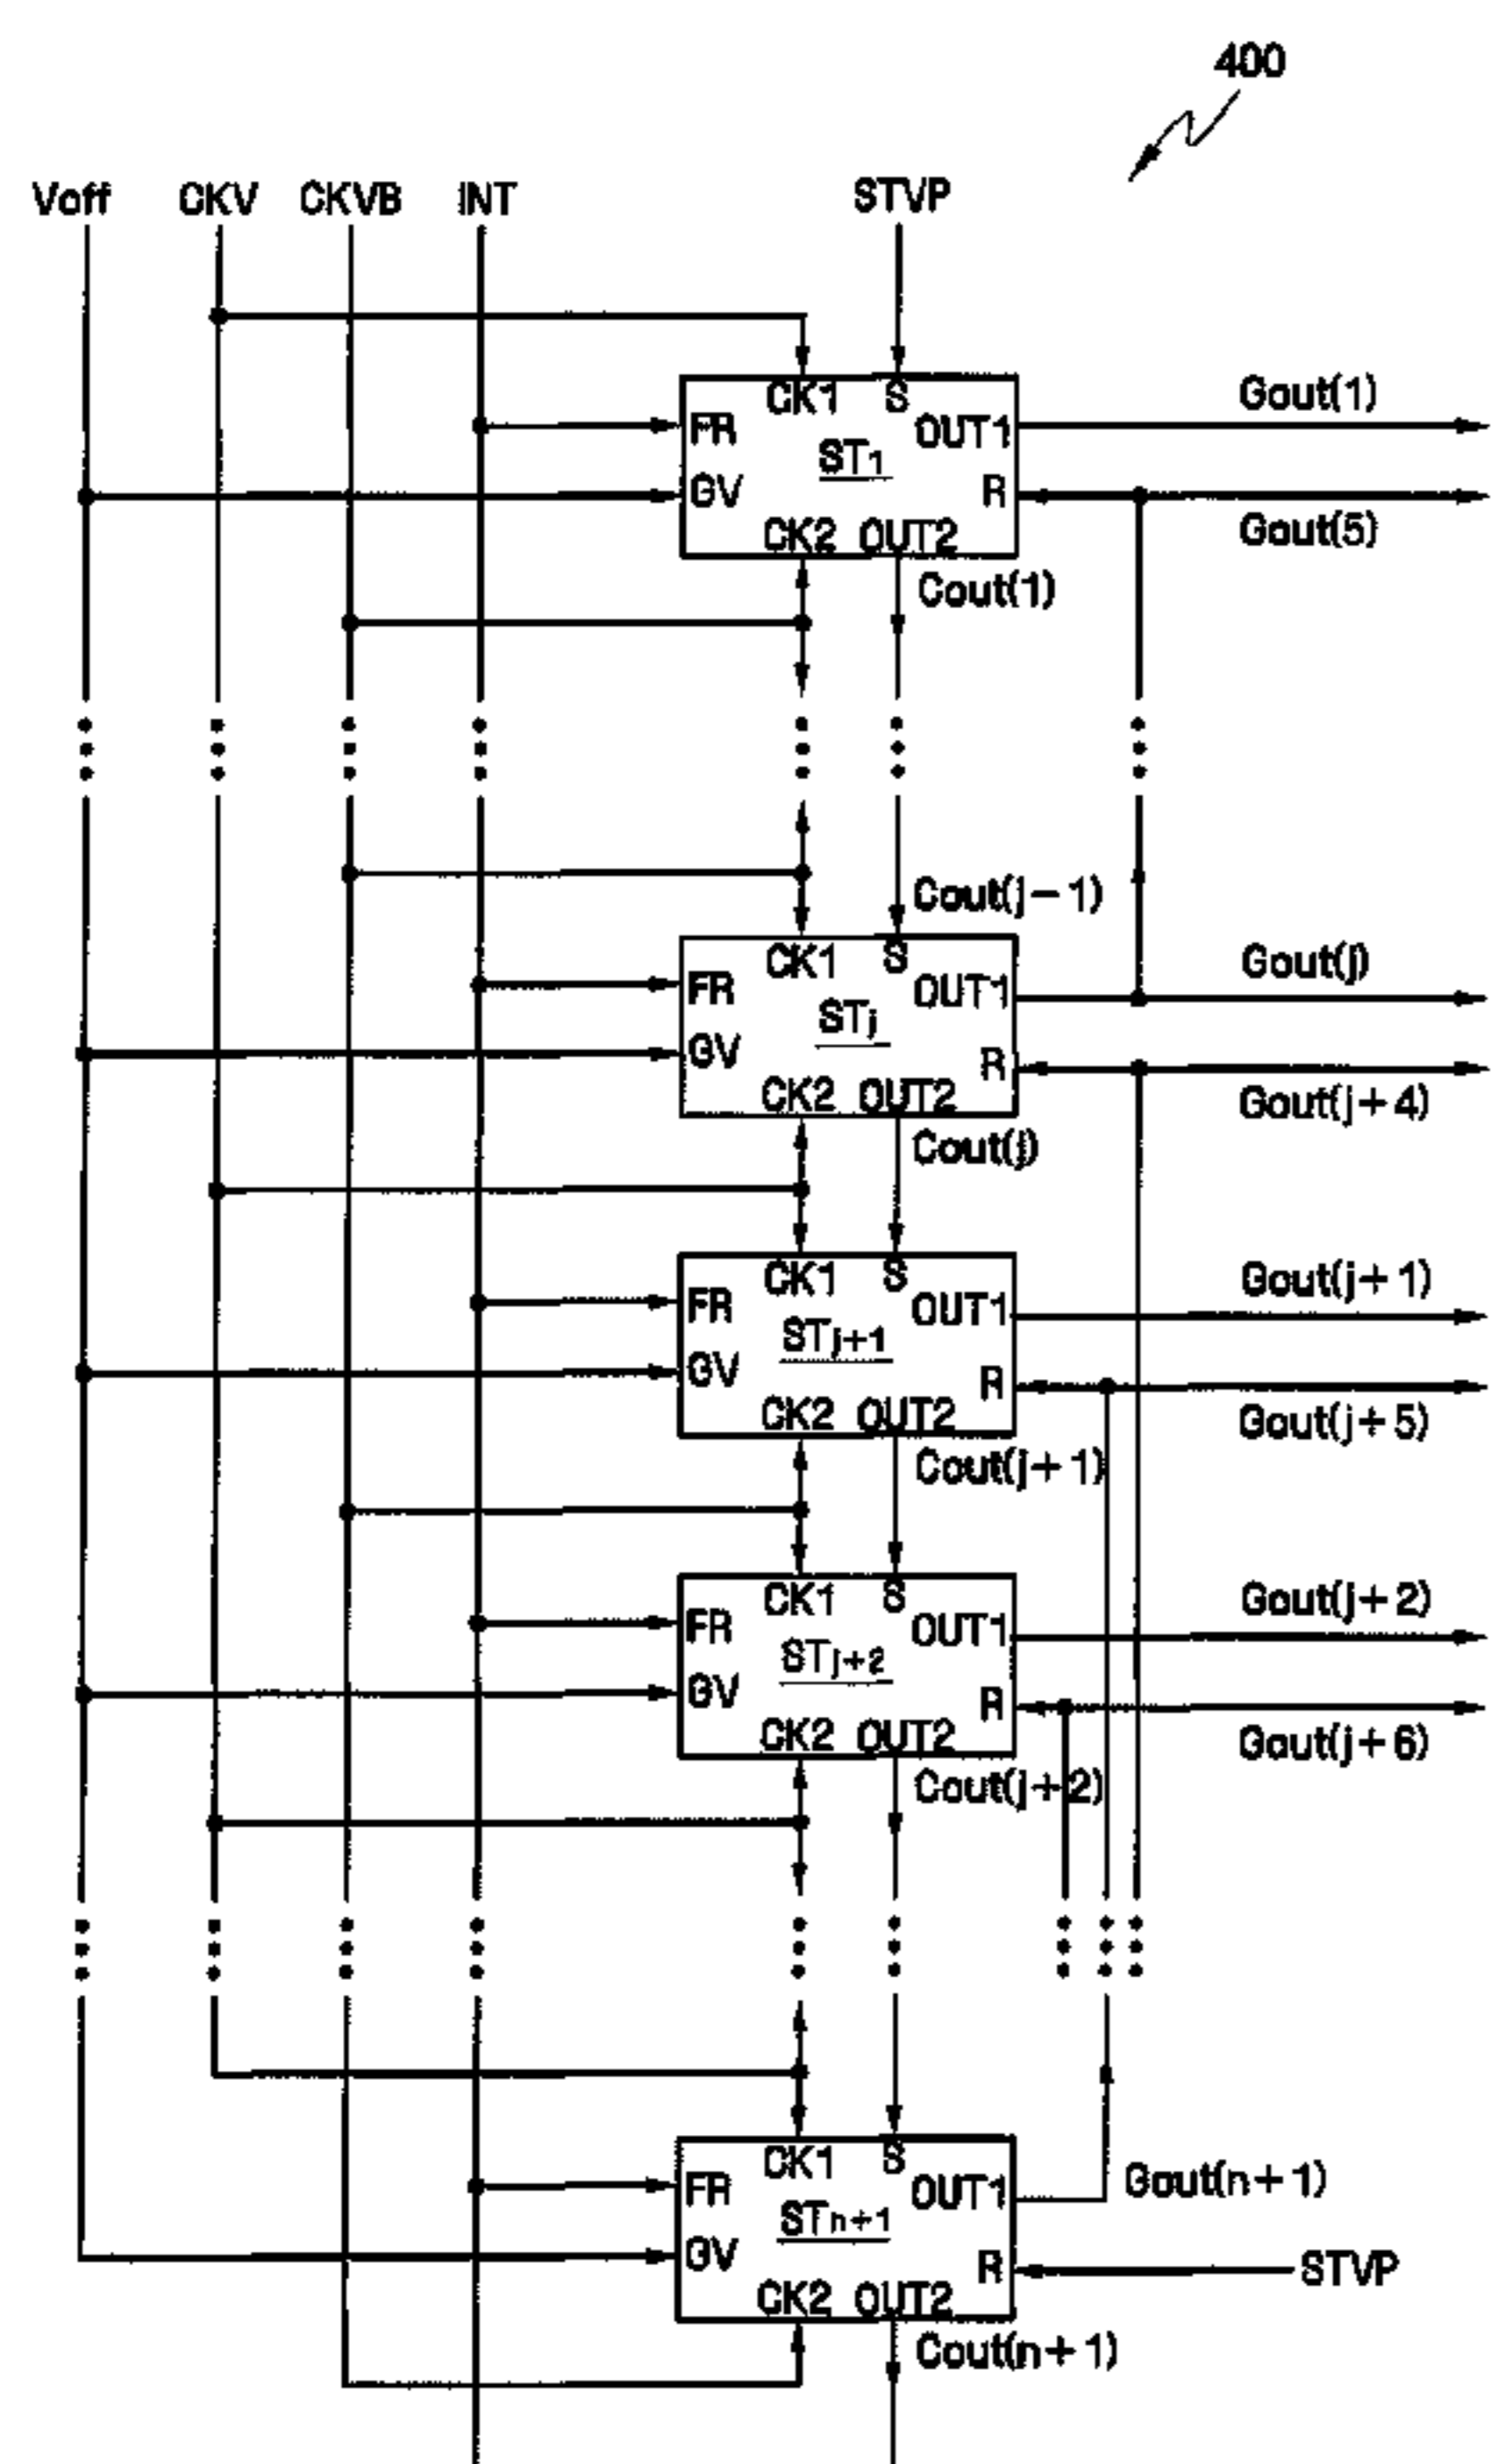 400
Voff CKV CKVB INT STVP
CK1 S
FR OUT1 Gout(1)
ST1
GV R
Gout(5)
CK2 OUT2
Cout(1)
Cout(j-1)
CK1 S
FR OUT1 Gout(j)
STj
GV R
Gout(j+4)
CK2 OUT2
Cout(j)
CK1 S
FR OUT1 Gout(j+1)
STj+1
GV R
Gout(j+5)
CK2 OUT2
Cout(j+1)
CK1 S
FR OUT1 Gout(j+2)
STj+2
GV R
Gout(j+6)
CK2 OUT2
Cout(j+2)
CK1 S
FR OUT1 Gout(n+1)
STn+1
GV R STVP
CK2 OUT2
Cout(n+1)